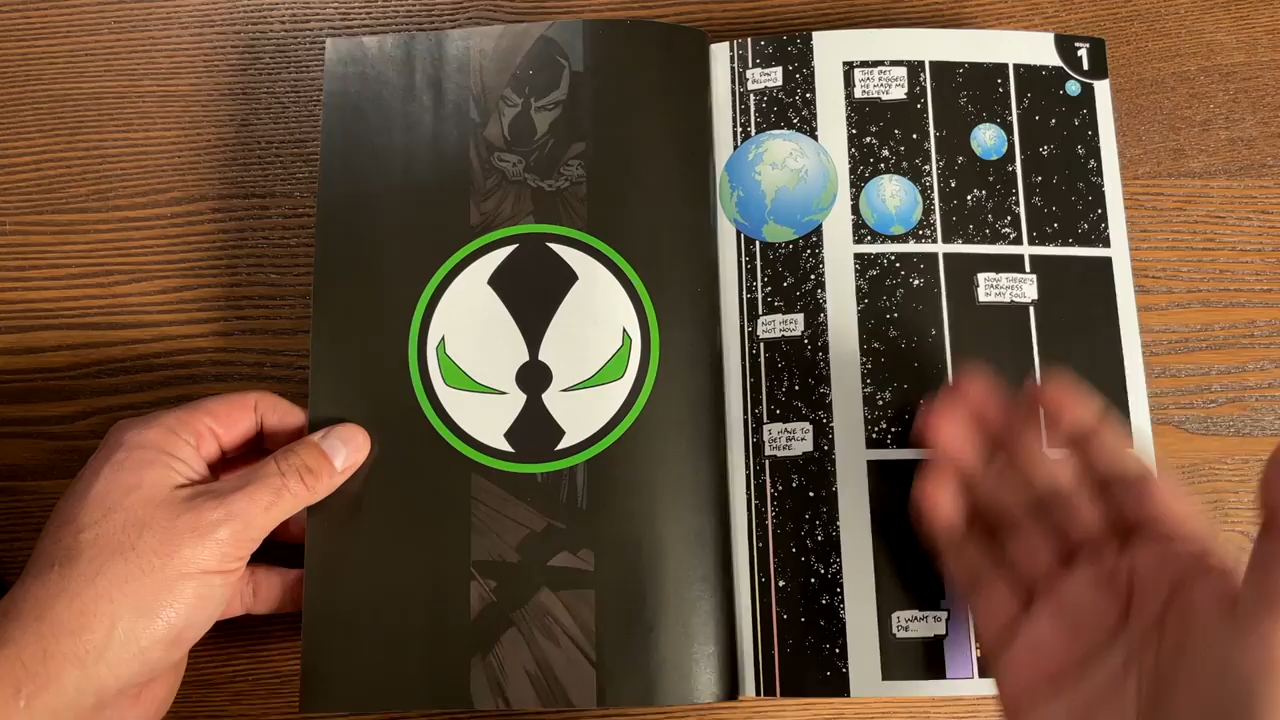 ISSUE
1
I DON'T
BELONG.
NOT HERE.
NOT NOW.
I HAVE TO
GET BACK
THERE.
THE BET
WAS RIGGED.
HE MADE ME
BELIEVE.
NOW THERE'S
DARKNESS
IN MY SOUL.
I WANT TO
DIE...